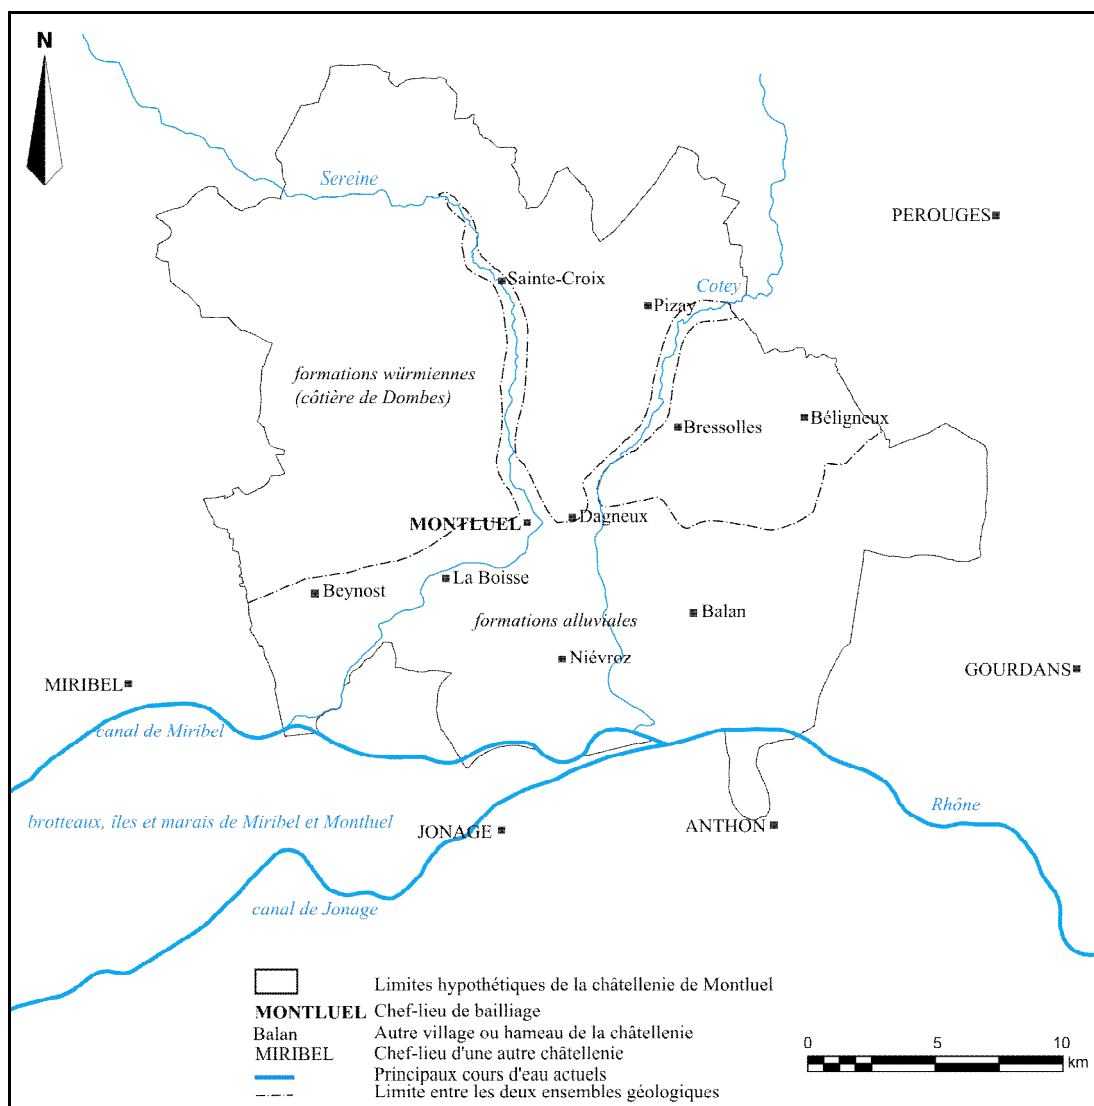 N
Sereine
PEROUGES
Sainte-Croix
Cotey
Pizay
formations würmiennes
(côtière de Dombes)
Bressolles
Béligneux
MONTLUEL
Dagneux
La Boisse
Beynost
Balan
formations alluviales
Niévroz
MIRIBEL
GOURDANS
canal de Miribel
Rhône
brotteaux, îles et marais de Miribel et Montluel
JONAGE
ANTHON
canal de Jonage
Limites hypothétiques de la châtellenie de Montluel
MONTLUEL Chef-lieu de bailliage
Balan Autre village ou hameau de la châtellenie
MIRIBEL Chef-lieu d'une autre châtellenie
Principaux cours d'eau actuels
Limite entre les deux ensembles géologiques
0 5 10
km